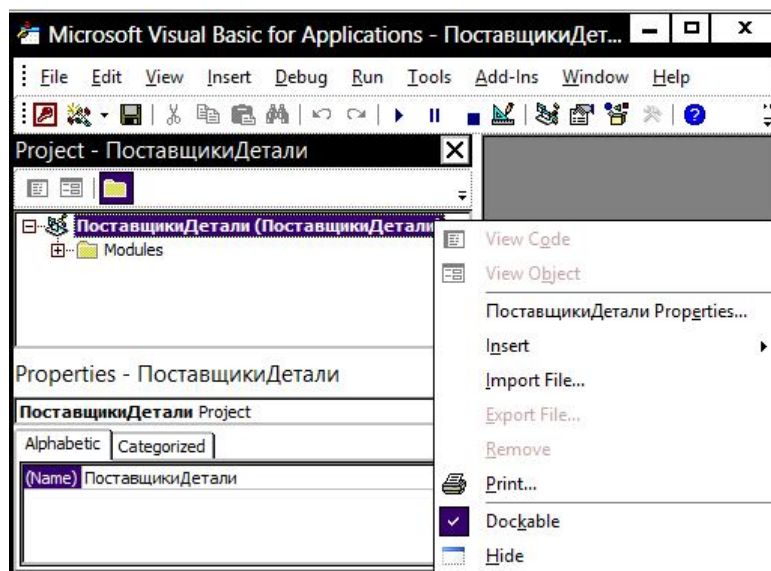 Microsoft Visual Basic for Applications - ПоставщикиДет...
File Edit View Insert Debug Run Tools Add-Ins Window Help
Project - ПоставщикиДетали
ПоставщикиДетали (ПоставщикиДетали)
Modules
View Code
View Object
ПоставщикиДетали Properties...
Insert
Import File...
Export File...
Remove
Print...
Dockable
Hide
Properties - ПоставщикиДетали
ПоставщикиДетали Project
Alphabetic Categorized
(Name) ПоставщикиДетали